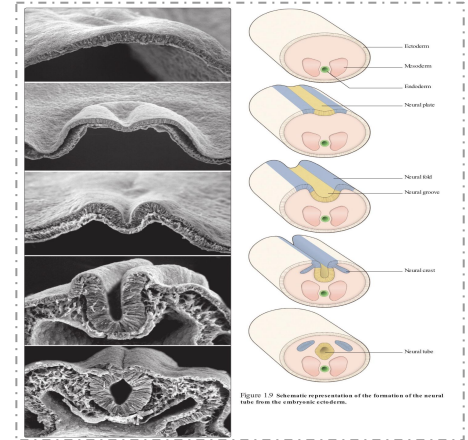 Ectoderm
Mesoderm
Endoderm
Neural plate
Neural fold
Neural groove
Neural crest
Neural tube
Figure 1.9 Schematic representation of the formation of the neural
tube from the embryonic ectoderm.